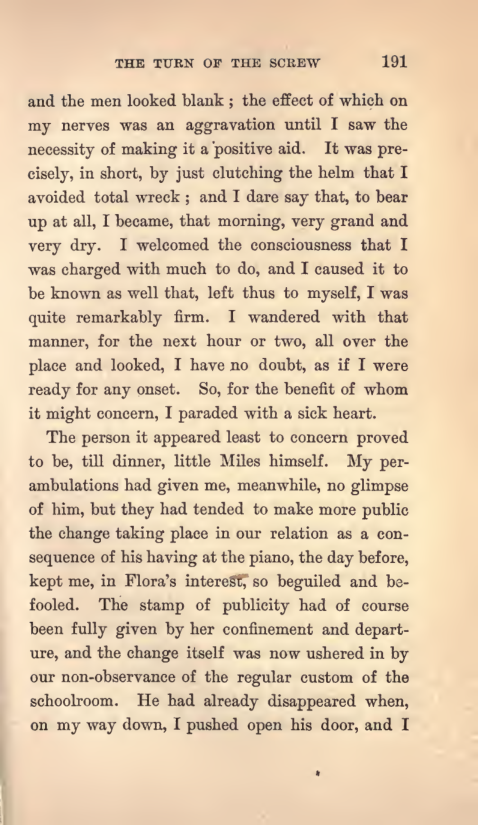 THE TURN OF THE SCREW 191
and the men looked blank ; the effect of which on
my nerves was an aggravation until I saw the
necessity of making it a positive aid. It was pre-
cisely, in short, by just clutching the helm that I
avoided total wreck ; and I dare say that, to bear
up at all, I became, that morning, very grand and
very dry. I welcomed the consciousness that I
was charged with much to do, and I caused it to
be known as well that, left thus to myself, I was
quite remarkably firm. I wandered with that
manner, for the next hour or two, all over the
place and looked, I have no doubt, as if I were
ready for any onset. So, for the benefit of whom
it might concern, I paraded with a sick heart.
The person it appeared least to concern proved
to be, till dinner, little Miles himself. My per-
ambulations had given me, meanwhile, no glimpse
of him, but they had tended to make more public
the change taking place in our relation as a con-
sequence of his having at the piano, the day before,
kept me, in Flora's interest, so beguiled and be-
fooled. The stamp of publicity had of course
been fully given by her confinement and depart-
ure, and the change itself was now ushered in by
our non-observance of the regular custom of the
schoolroom. He had already disappeared when,
on my way down, I pushed open his door, and I